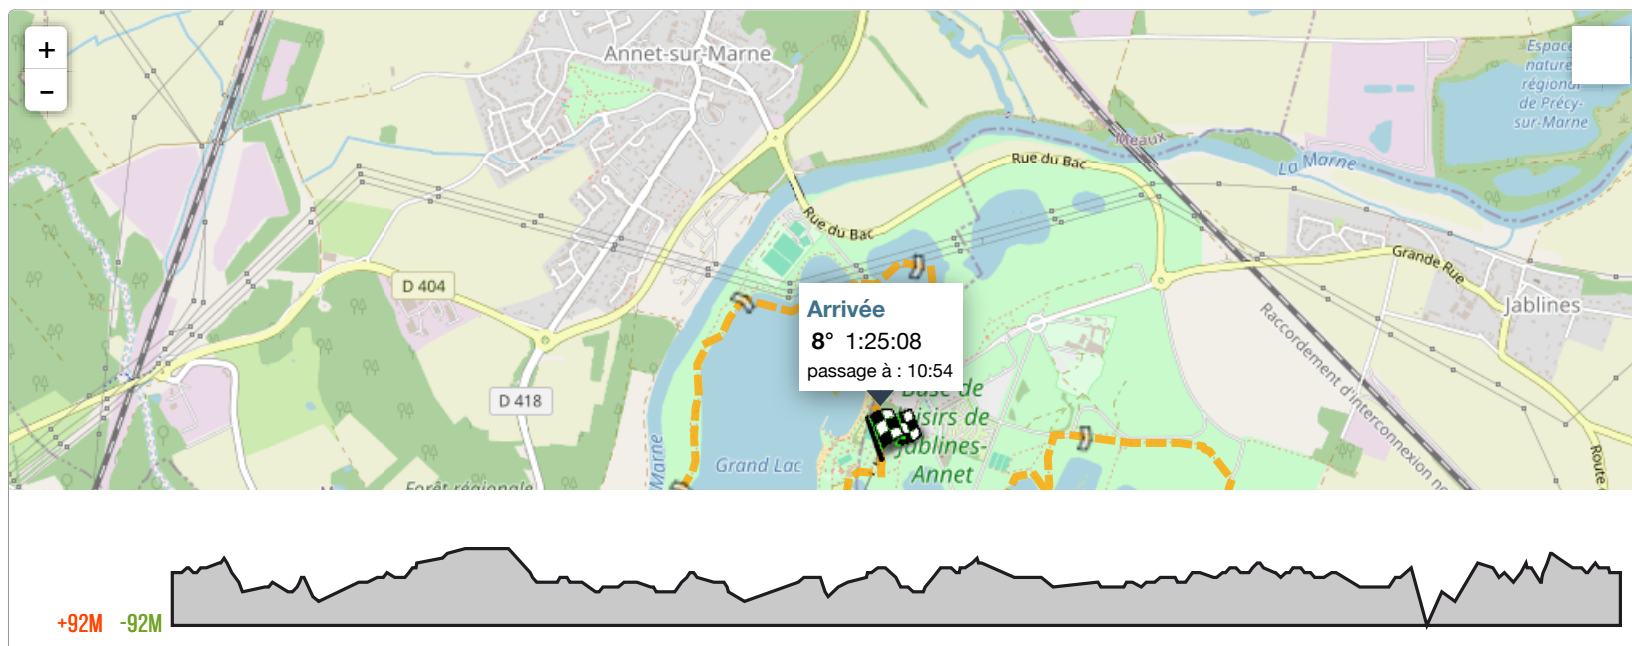 +
−
Annet-sur-Marne
Espace
naturel
régional
de Précy-
sur-Marne
Meaux
La Marne
Rue du Bac
Rue du Bac
Grande Rue
Jablines
D 404
D 418
Raccordement d'interconnexion
Route
Arrivée
8° 1:25:08
passage à : 10:54
Base de
Loisirs de
Jablines-
Annet
Grand Lac
Marne
Forêt régionale
+92M -92M